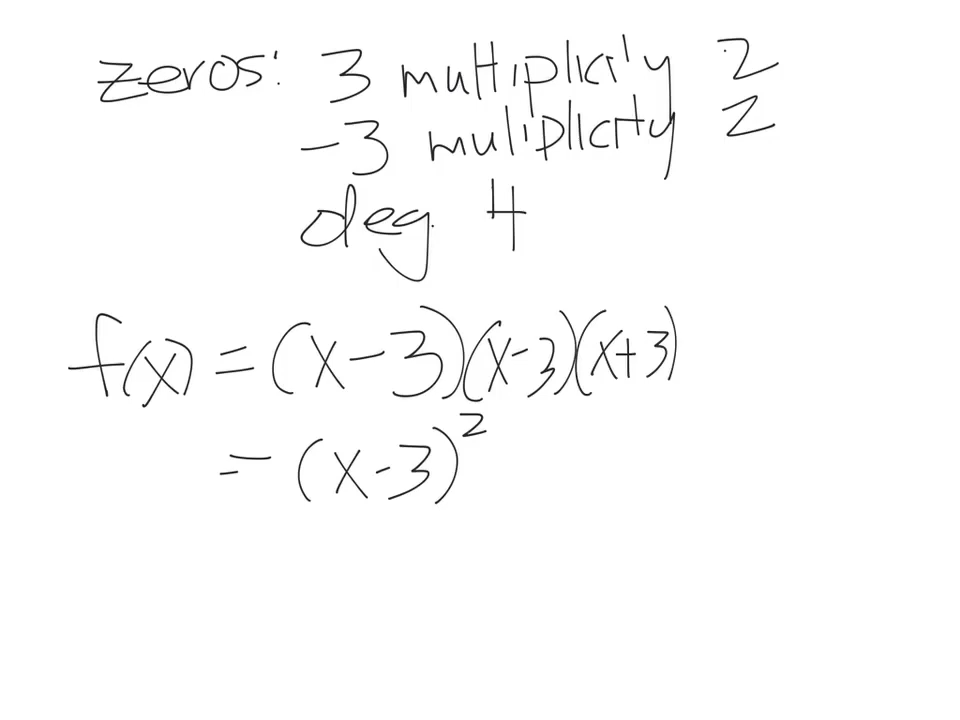 zeros: 3 multiplicity 2
-3 muliplicity 2
deg. 4
f(x) = (x-3)(x-3)(x+3)
= (x-3)²